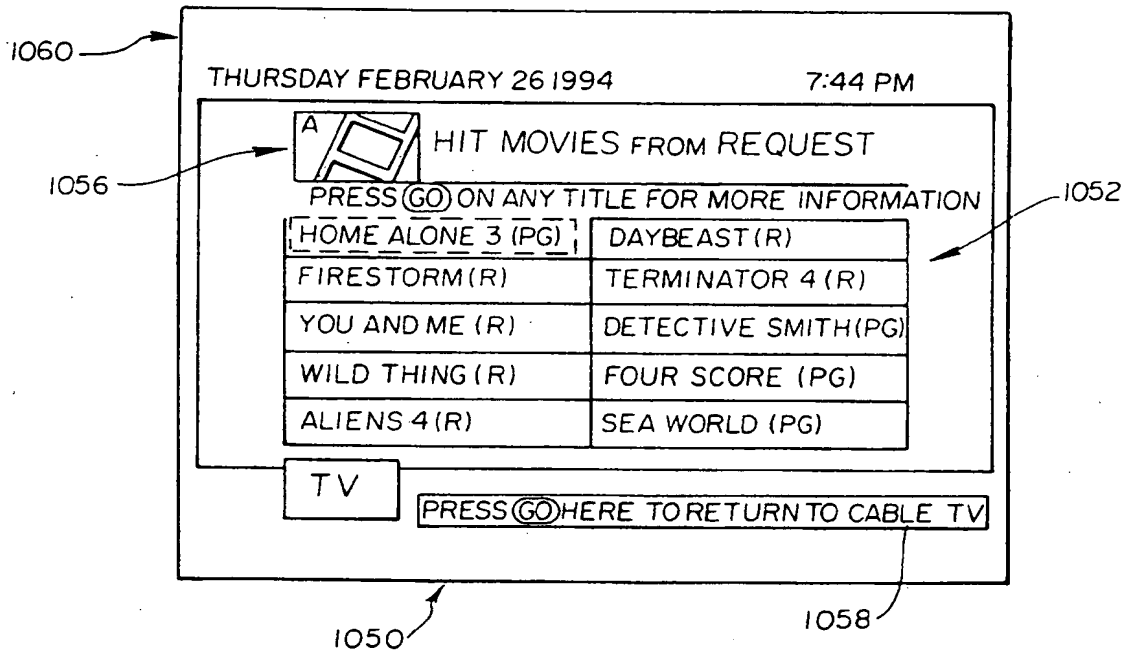 1060
THURSDAY FEBRUARY 26 1994 7:44 PM
A
HIT MOVIES FROM REQUEST
1056
PRESS GO ON ANY TITLE FOR MORE INFORMATION
1052
HOME ALONE 3 (PG) DAYBEAST (R)
FIRESTORM (R) TERMINATOR 4 (R)
YOU AND ME (R) DETECTIVE SMITH (PG)
WILD THING (R) FOUR SCORE (PG)
ALIENS 4 (R) SEA WORLD (PG)
TV
PRESS GO HERE TO RETURN TO CABLE TV
1050
1058